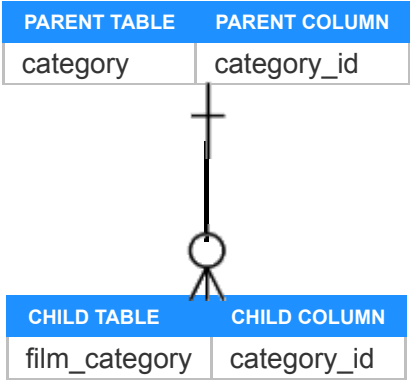 PARENT TABLE PARENT COLUMN
category category_id
CHILD TABLE CHILD COLUMN
film_category category_id